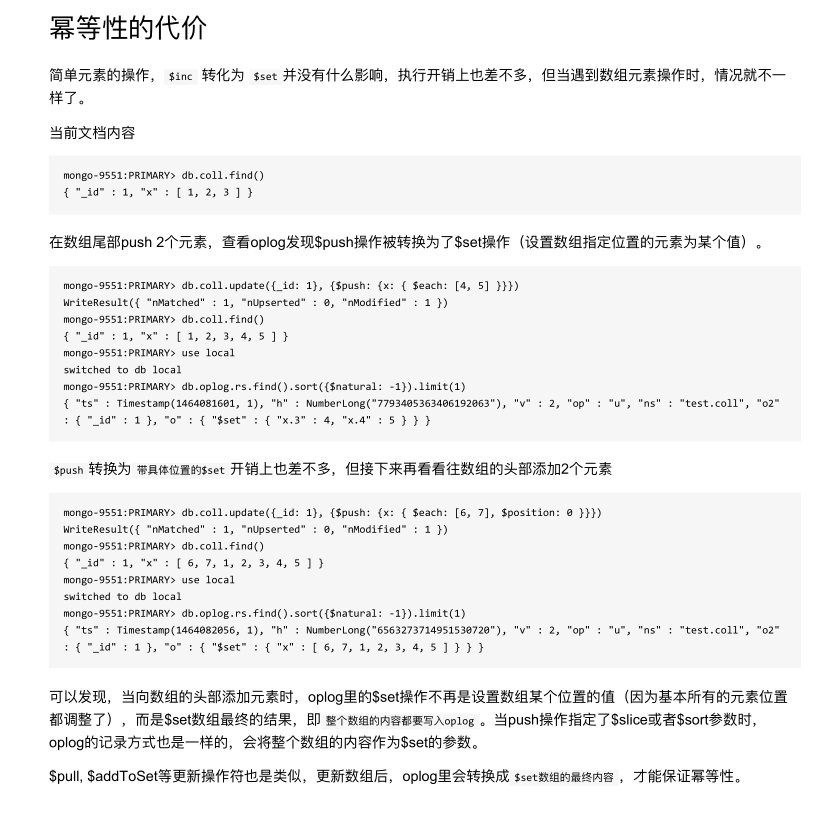 幂等性的代价
简单元素的操作， $inc 转化为 $set 并没有什么影响，执行开销上也差不多，但当遇到数组元素操作时，情况就不一
样了。
当前文档内容
mongo-9551:PRIMARY> db.coll.find()
{ "_id" : 1, "x" : [ 1, 2, 3 ] }
在数组尾部push 2个元素，查看oplog发现$push操作被转换为了$set操作（设置数组指定位置的元素为某个值）。
mongo-9551:PRIMARY> db.coll.update({_id: 1}, {$push: {x: { $each: [4, 5] }}})
WriteResult({ "nMatched" : 1, "nUpserted" : 0, "nModified" : 1 })
mongo-9551:PRIMARY> db.coll.find()
{ "_id" : 1, "x" : [ 1, 2, 3, 4, 5 ] }
mongo-9551:PRIMARY> use local
switched to db local
mongo-9551:PRIMARY> db.oplog.rs.find().sort({$natural: -1}).limit(1)
{ "ts" : Timestamp(1464081601, 1), "h" : NumberLong("7793405363406192063"), "v" : 2, "op" : "u", "ns" : "test.coll", "o2"
: { "_id" : 1 }, "o" : { "$set" : { "x.3" : 4, "x.4" : 5 } } }
$push 转换为 带具体位置的$set 开销上也差不多，但接下来再看看往数组的头部添加2个元素
mongo-9551:PRIMARY> db.coll.update({_id: 1}, {$push: {x: { $each: [6, 7], $position: 0 }}})
WriteResult({ "nMatched" : 1, "nUpserted" : 0, "nModified" : 1 })
mongo-9551:PRIMARY> db.coll.find()
{ "_id" : 1, "x" : [ 6, 7, 1, 2, 3, 4, 5 ] }
mongo-9551:PRIMARY> use local
switched to db local
mongo-9551:PRIMARY> db.oplog.rs.find().sort({$natural: -1}).limit(1)
{ "ts" : Timestamp(1464082056, 1), "h" : NumberLong("6563273714951530720"), "v" : 2, "op" : "u", "ns" : "test.coll", "o2"
: { "_id" : 1 }, "o" : { "$set" : { "x" : [ 6, 7, 1, 2, 3, 4, 5 ] } } }
可以发现，当向数组的头部添加元素时，oplog里的$set操作不再是设置数组某个位置的值（因为基本所有的元素位置
都调整了），而是$set数组最终的结果，即 整个数组的内容都要写入oplog 。当push操作指定了$slice或者$sort参数时，
oplog的记录方式也是一样的，会将整个数组的内容作为$set的参数。
$pull, $addToSet等更新操作符也是类似，更新数组后，oplog里会转换成 $set数组的最终内容 ，才能保证幂等性。